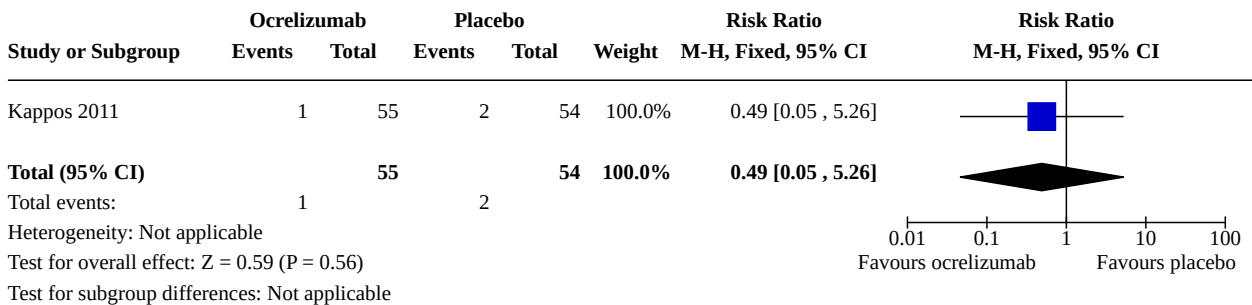 Ocrelizumab Placebo Risk Ratio Risk Ratio
Study or Subgroup Events Total Events Total Weight M-H, Fixed, 95% CI M-H, Fixed, 95% CI
Kappos 2011 1 55 2 54 100.0% 0.49 [0.05 , 5.26]
Total (95% CI) 55 54 100.0% 0.49 [0.05 , 5.26]
Total events: 1 2
Heterogeneity: Not applicable
0.01 0.1 1 10 100
Test for overall effect: Z = 0.59 (P = 0.56) Favours ocrelizumab Favours placebo
Test for subgroup differences: Not applicable